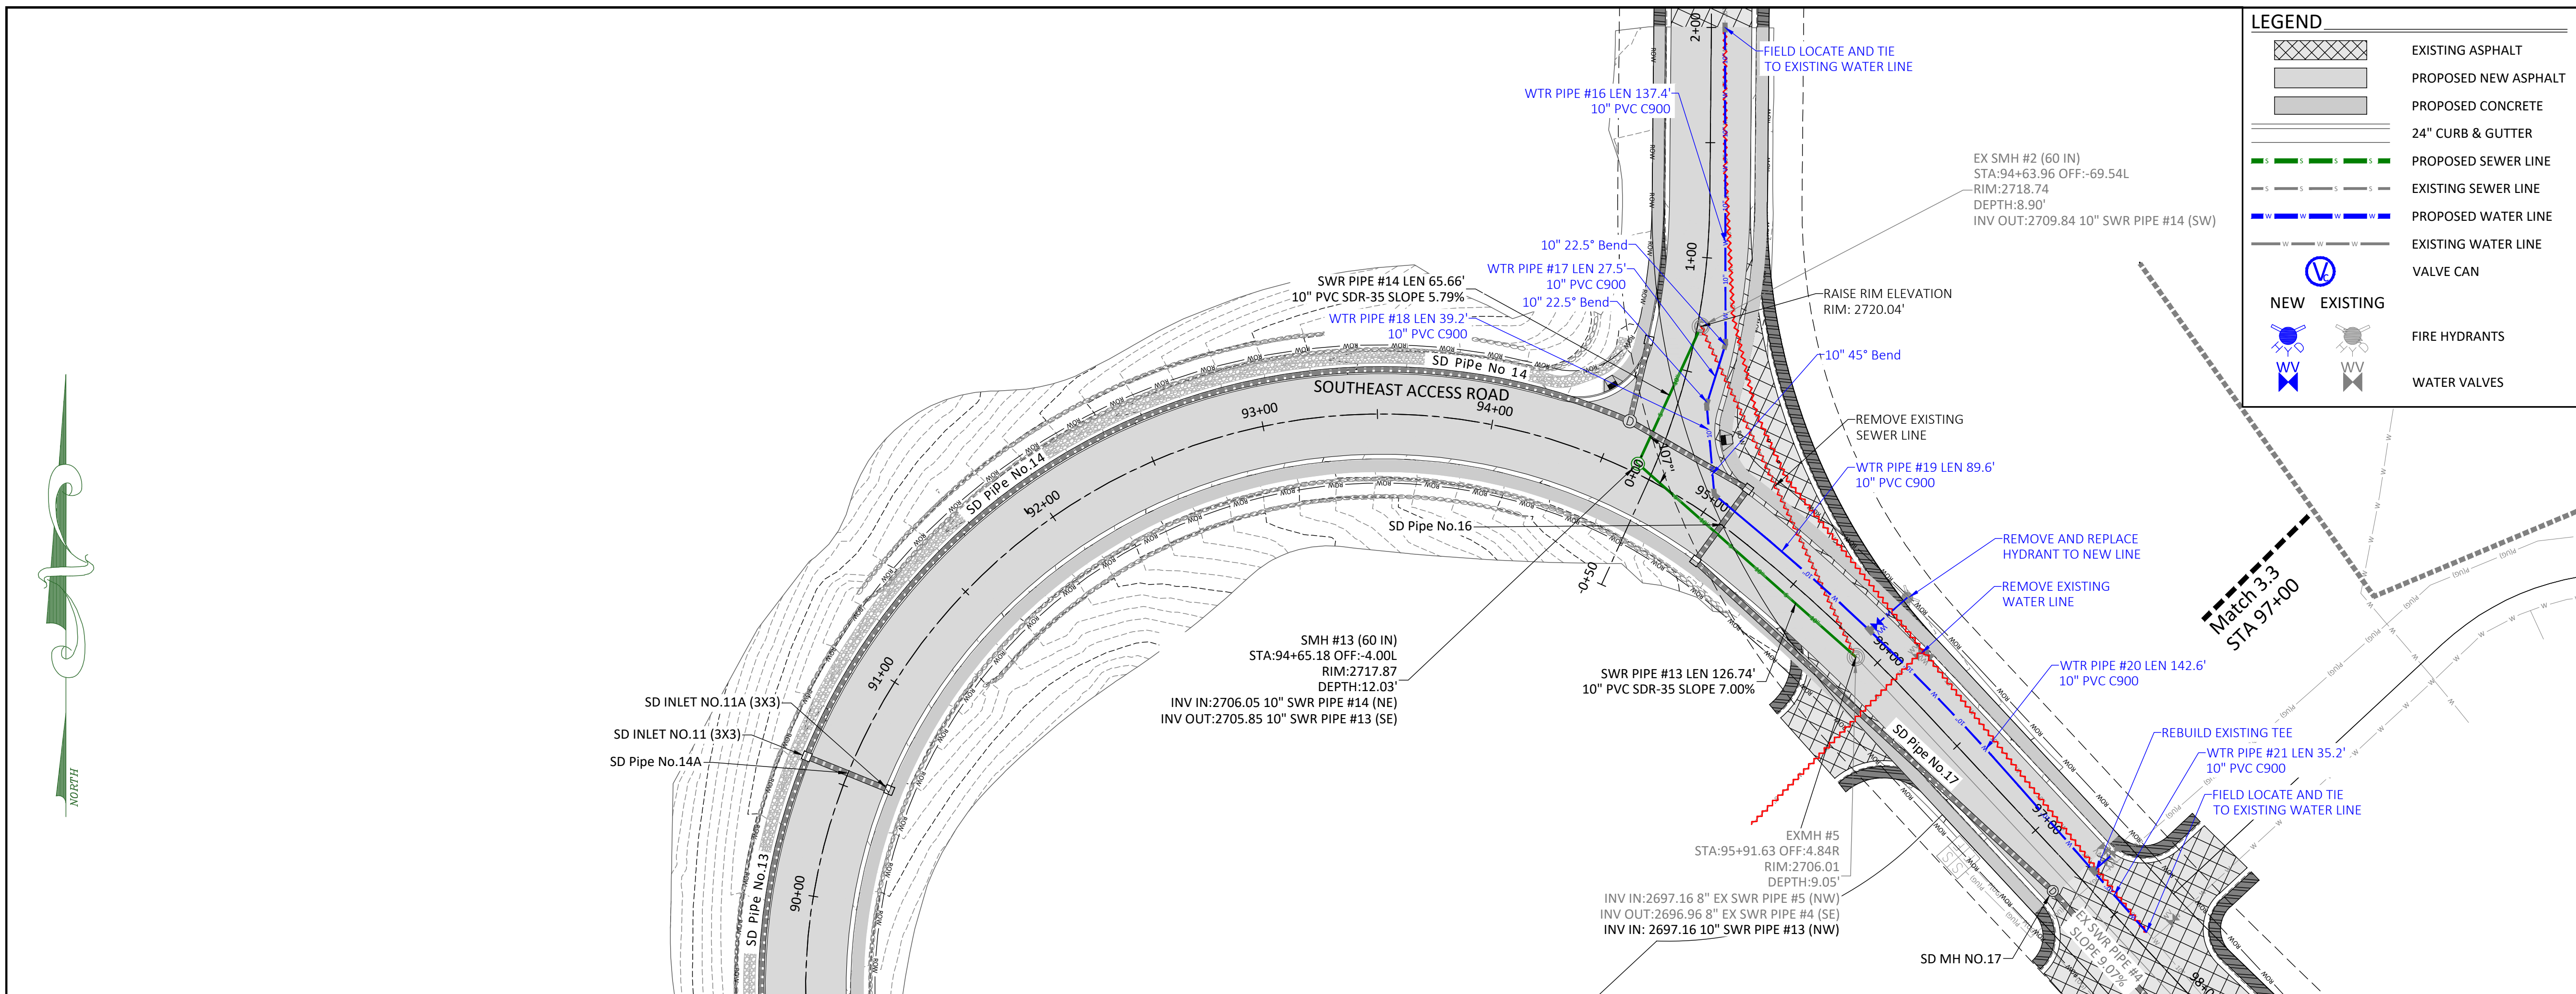 LEGEND
EXISTING ASPHALT
PROPOSED NEW ASPHALT
PROPOSED CONCRETE
24" CURB & GUTTER
PROPOSED SEWER LINE
EXISTING SEWER LINE
PROPOSED WATER LINE
EXISTING WATER LINE
VALVE CAN
NEW EXISTING
FIRE HYDRANTS
WV WV
WATER VALVES
2+00
FIELD LOCATE AND TIE
TO EXISTING WATER LINE
WTR PIPE #16 LEN 137.4'
10" PVC C900
EX SMH #2 (60 IN)
STA:94+63.96 OFF:-69.54L
RIM:2718.74
DEPTH:8.90'
INV OUT:2709.84 10" SWR PIPE #14 (SW)
1+00
10" 22.5° Bend
WTR PIPE #17 LEN 27.5'
10" PVC C900
10" 22.5° Bend
SWR PIPE #14 LEN 65.66'
10" PVC SDR-35 SLOPE 5.79%
WTR PIPE #18 LEN 39.2'
10" PVC C900
RAISE RIM ELEVATION
RIM: 2720.04'
10" 45° Bend
SD Pipe No 14
SOUTHEAST ACCESS ROAD
93+00
94+00
REMOVE EXISTING
SEWER LINE
WTR PIPE #19 LEN 89.6'
10" PVC C900
SD Pipe No.14
92+00
0+00
95+00
SD Pipe No.16
-0+50
REMOVE AND REPLACE
HYDRANT TO NEW LINE
REMOVE EXISTING
WATER LINE
Match 3.3
STA 97+00
96+00
SMH #13 (60 IN)
STA:94+65.18 OFF:-4.00L
RIM:2717.87
DEPTH:12.03'
INV IN:2706.05 10" SWR PIPE #14 (NE)
INV OUT:2705.85 10" SWR PIPE #13 (SE)
SWR PIPE #13 LEN 126.74'
10" PVC SDR-35 SLOPE 7.00%
WTR PIPE #20 LEN 142.6'
10" PVC C900
91+00
SD INLET NO.11A (3X3)
SD INLET NO.11 (3X3)
SD Pipe No.14A
REBUILD EXISTING TEE
WTR PIPE #21 LEN 35.2'
10" PVC C900
FIELD LOCATE AND TIE
TO EXISTING WATER LINE
SD Pipe No.17
97+00
NORTH
EXMH #5
STA:95+91.63 OFF:4.84R
RIM:2706.01
DEPTH:9.05'
INV IN:2697.16 8" EX SWR PIPE #5 (NW)
INV OUT:2696.96 8" EX SWR PIPE #4 (SE)
INV IN: 2697.16 10" SWR PIPE #13 (NW)
90+00
SD Pipe No.13
SD MH NO.17
EX SWR PIPE #4
SLOPE 9.07%